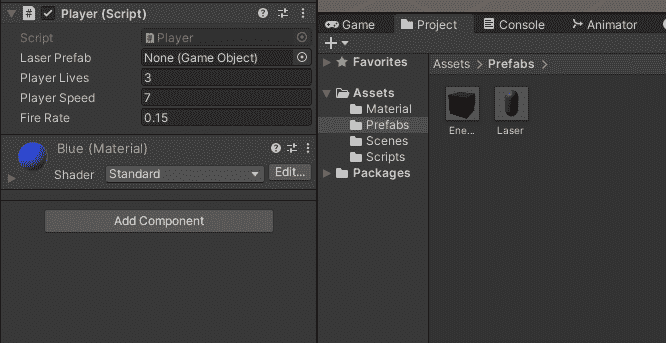 Player (Script)
Script Player
Laser Prefab None (Game Object)
Player Lives 3
Player Speed 7
Fire Rate 0.15
Blue (Material)
Shader Standard Edit...
Add Component
Game Project Console Animator
Favorites
Assets
Material
Prefabs
Scenes
Scripts
Packages
Assets Prefabs
Ene... Laser